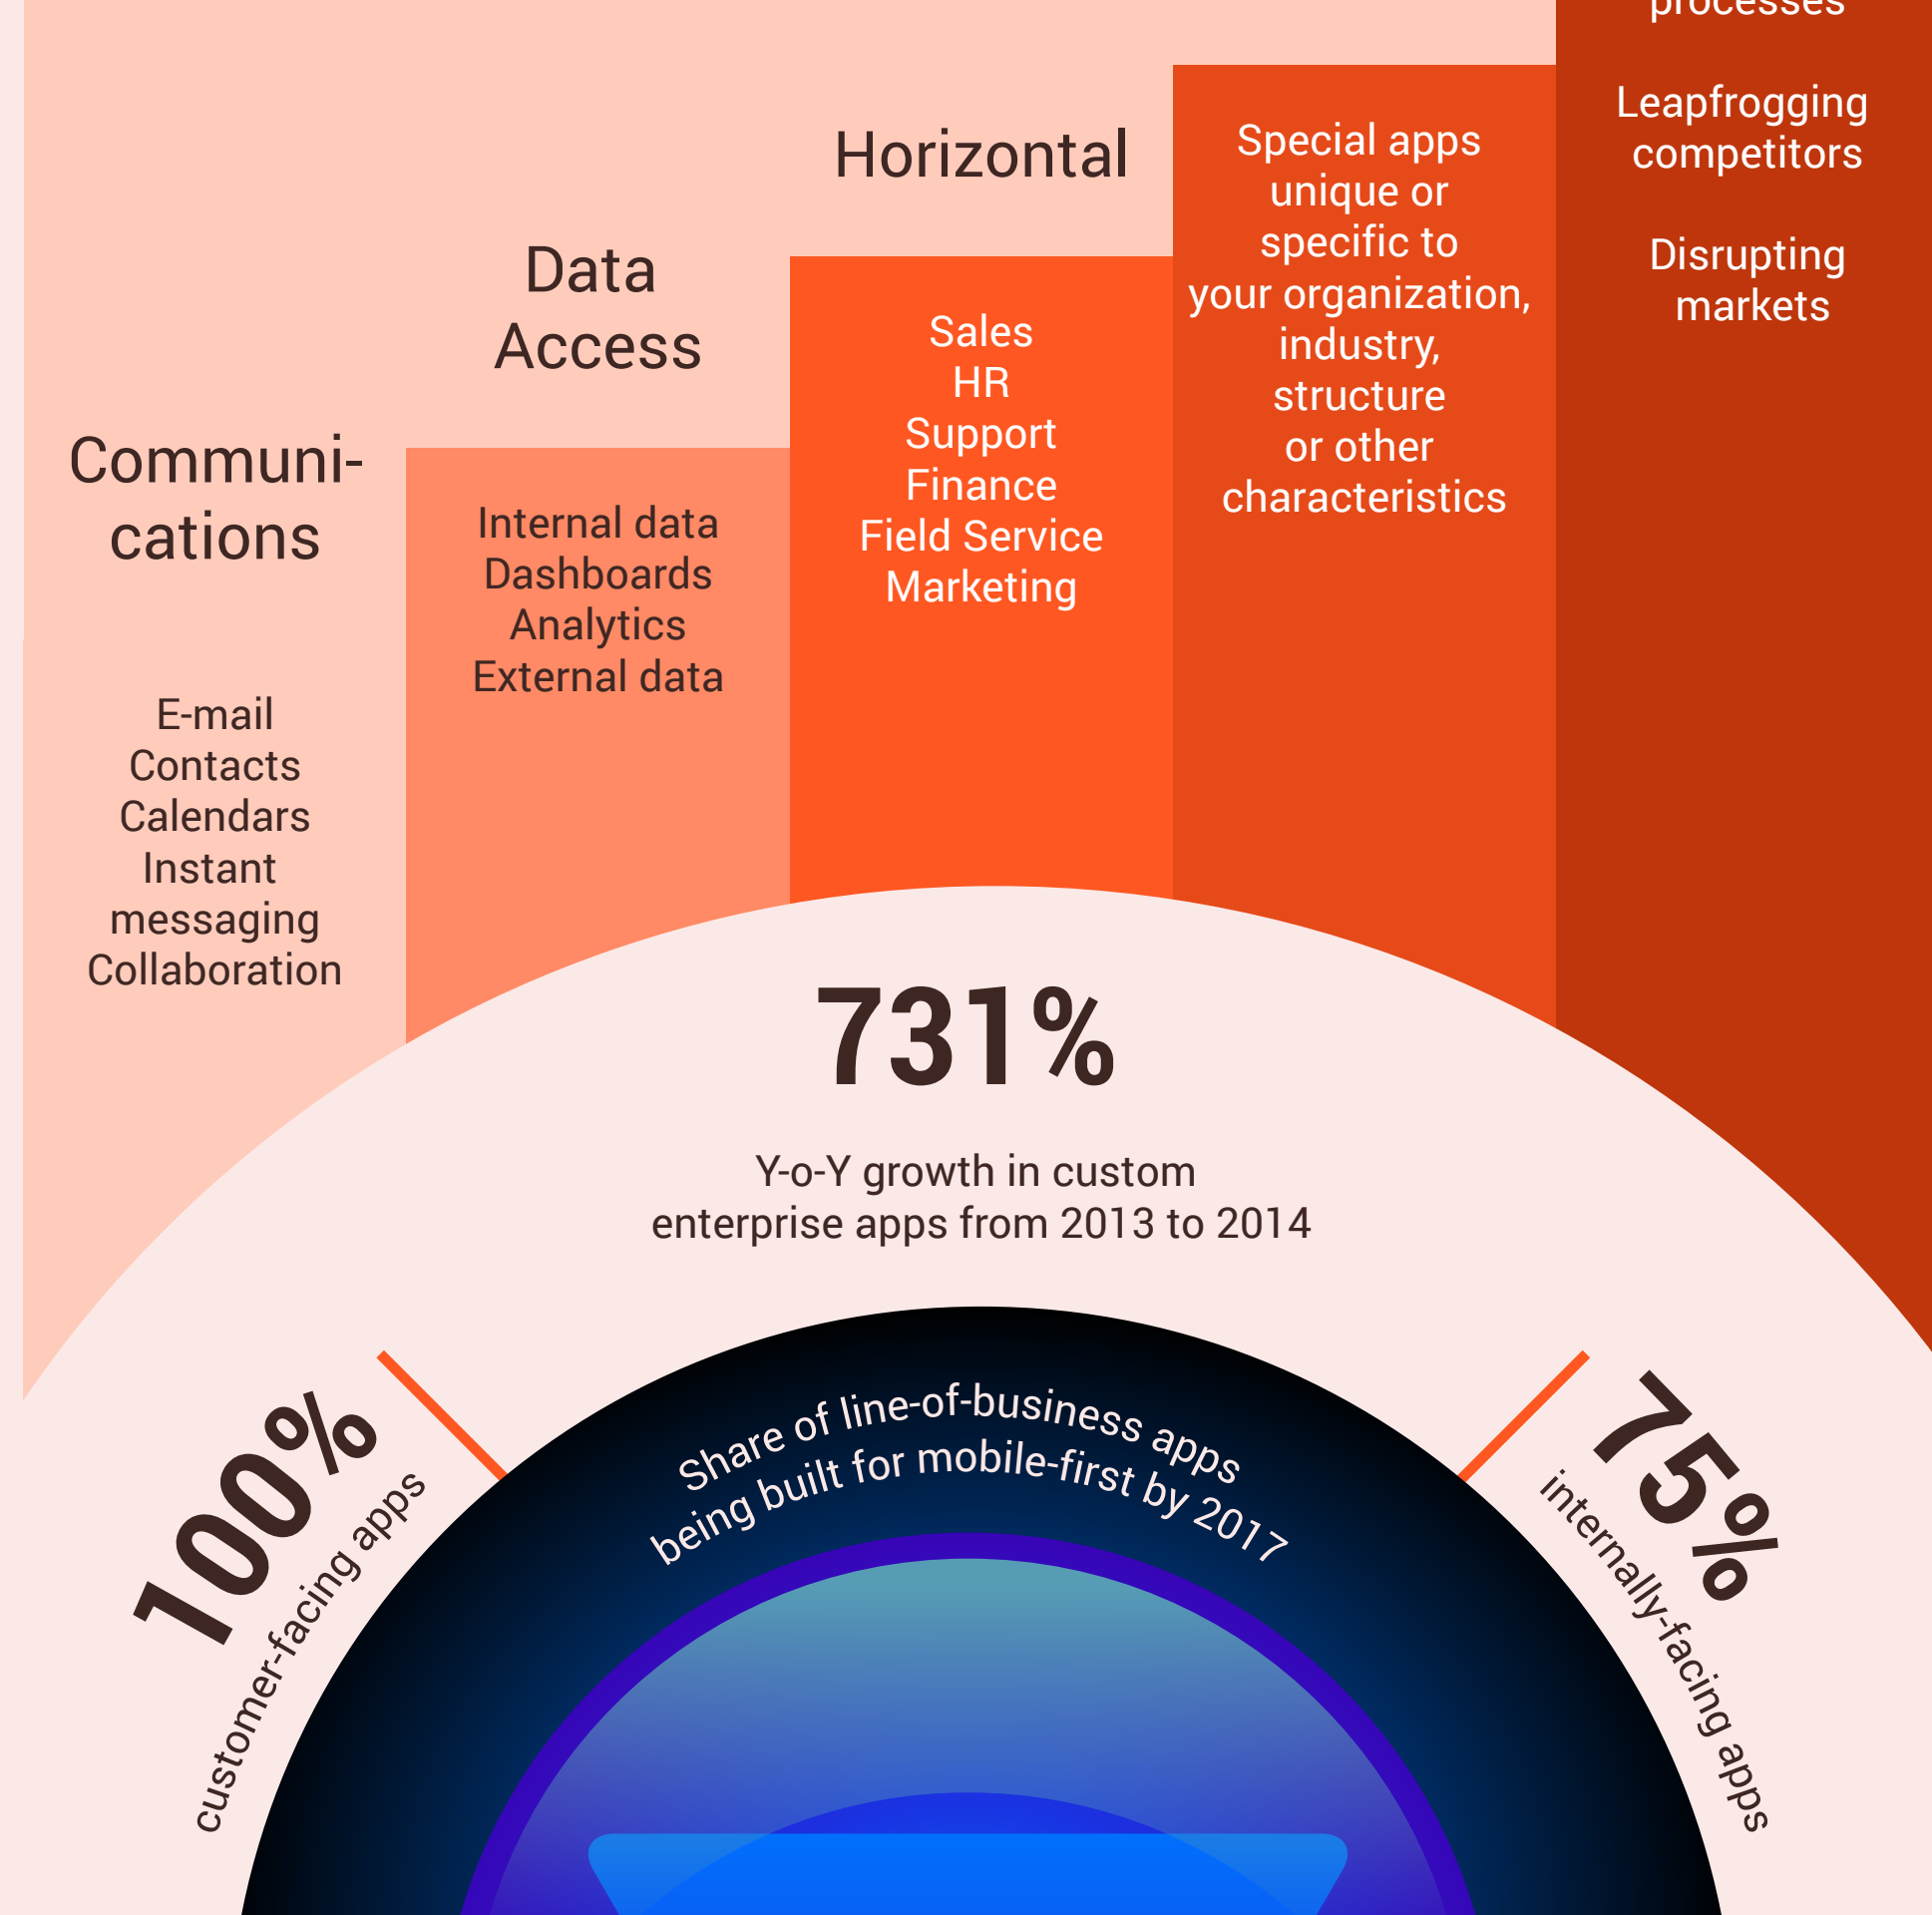 Communi-
cations
E-mail
Contacts
Calendars
Instant
messaging
Collaboration
Data
Access
Internal data
Dashboards
Analytics
External data
Horizontal
Sales
HR
Support
Finance
Field Service
Marketing
Special apps
unique or
specific to
your organization,
industry,
structure
or other
characteristics
processes
Leapfrogging
competitors
Disrupting
markets
731%
Y-o-Y growth in custom
enterprise apps from 2013 to 2014
100%
customer-facing apps
Share of line-of-business apps
being built for mobile-first by 2017
75%
internally-facing apps